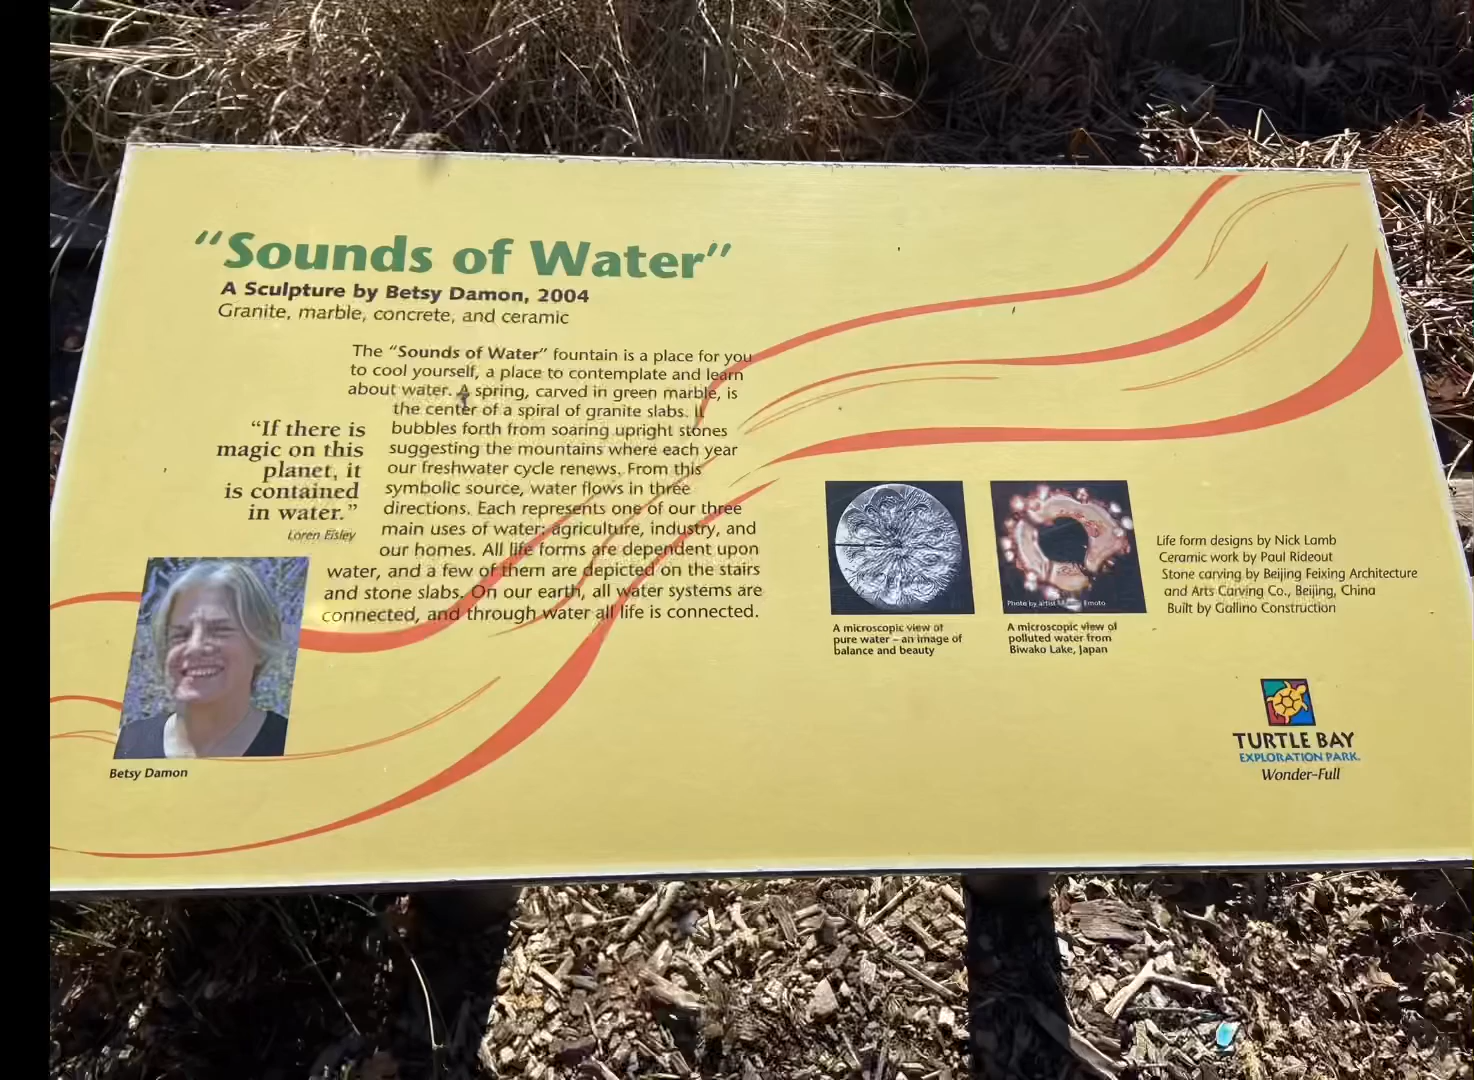 "Sounds of Water"
A Sculpture by Betsy Damon, 2004
Granite, marble, concrete, and ceramic
The "Sounds of Water" fountain is a place for you
to cool yourself, a place to contemplate and learn
about water. A spring, carved in green marble, is
the center of a spiral of granite slabs. It
bubbles forth from soaring upright stones
suggesting the mountains where each year
our freshwater cycle renews. From this
symbolic source, water flows in three
directions. Each represents one of our three
main uses of water: agriculture, industry, and
our homes. All life forms are dependent upon
water, and a few of them are depicted on the stairs
and stone slabs. On our earth, all water systems are
connected, and through water all life is connected.
"If there is
magic on this
planet, it
is contained
in water."
Loren Eisley
Betsy Damon
Photo by artist Emoto
A microscopic view of
pure water – an image of
balance and beauty
A microscopic view of
polluted water from
Biwako Lake, Japan
Life form designs by Nick Lamb
Ceramic work by Paul Rideout
Stone carving by Beijing Feixing Architecture
and Arts Carving Co., Beijing, China
Built by Gallino Construction
TURTLE BAY
EXPLORATION PARK.
Wonder-Full